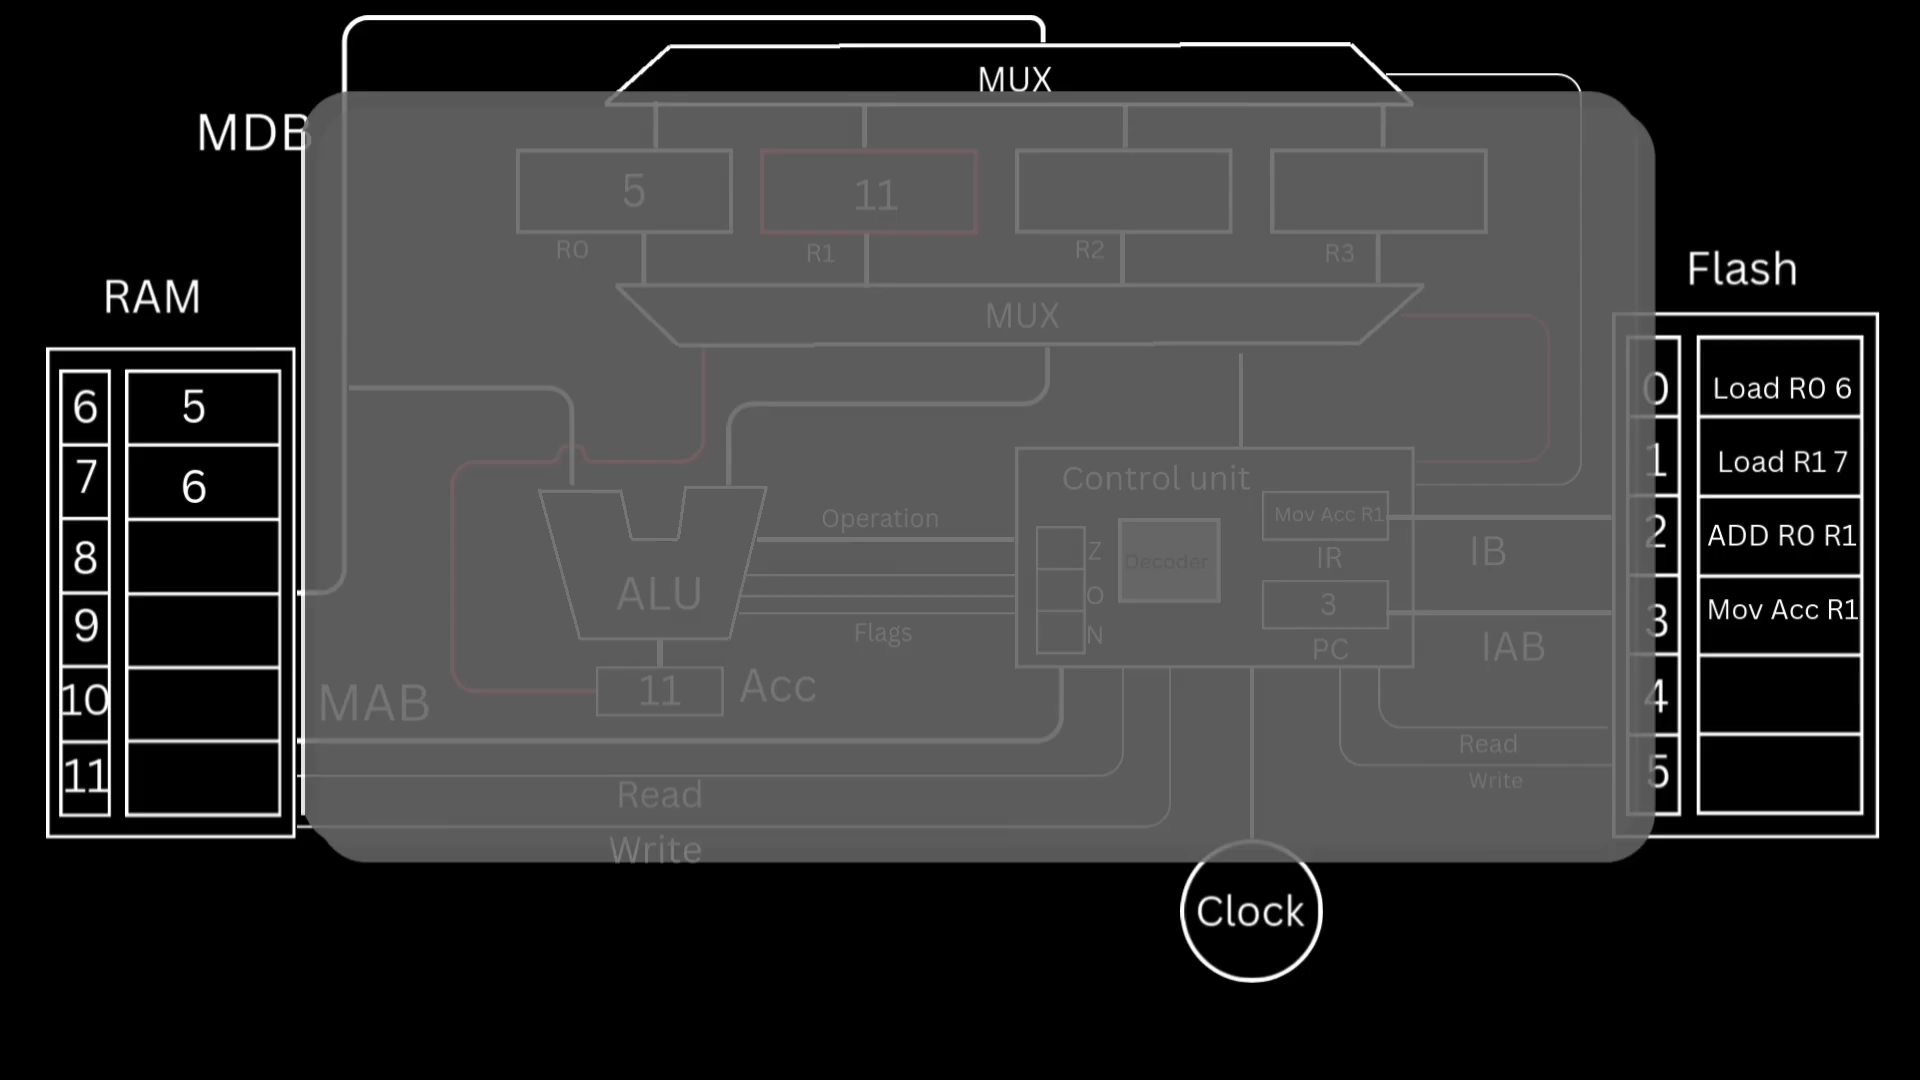 MUX
MDB
5
11
R0
R1
R2
R3
Flash
RAM
MUX
0
Load R0 6
6
5
1
Load R1 7
7
6
Control unit
Mov Acc R1
Operation
2
ADD R0 R1
Z
Decoder
IR
IB
8
ALU
O
3
3
Mov Acc R1
9
Flags
N
PC
IAB
10
MAB
11
Acc
4
Read
11
Read
Write
5
Write
Clock